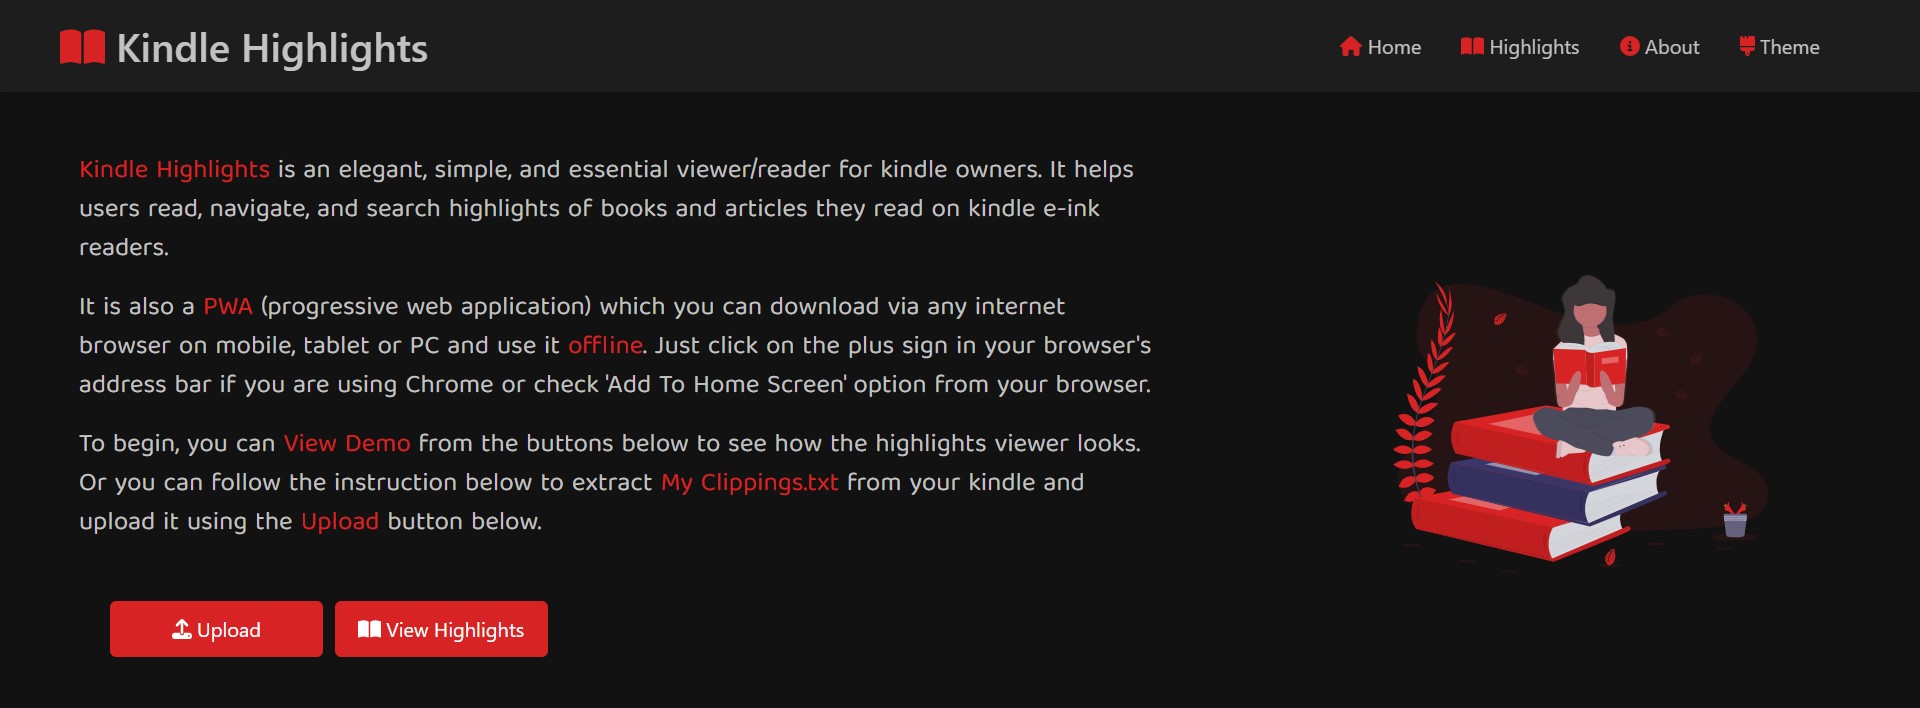 Kindle Highlights
Home
Highlights
About
Theme
Kindle Highlights is an elegant, simple, and essential viewer/reader for kindle owners. It helps
users read, navigate, and search highlights of books and articles they read on kindle e-ink
readers.
It is also a PWA (progressive web application) which you can download via any internet
browser on mobile, tablet or PC and use it offline. Just click on the plus sign in your browser's
address bar if you are using Chrome or check 'Add To Home Screen' option from your browser.
To begin, you can View Demo from the buttons below to see how the highlights viewer looks.
Or you can follow the instruction below to extract My Clippings.txt from your kindle and
upload it using the Upload button below.
Upload
View Highlights